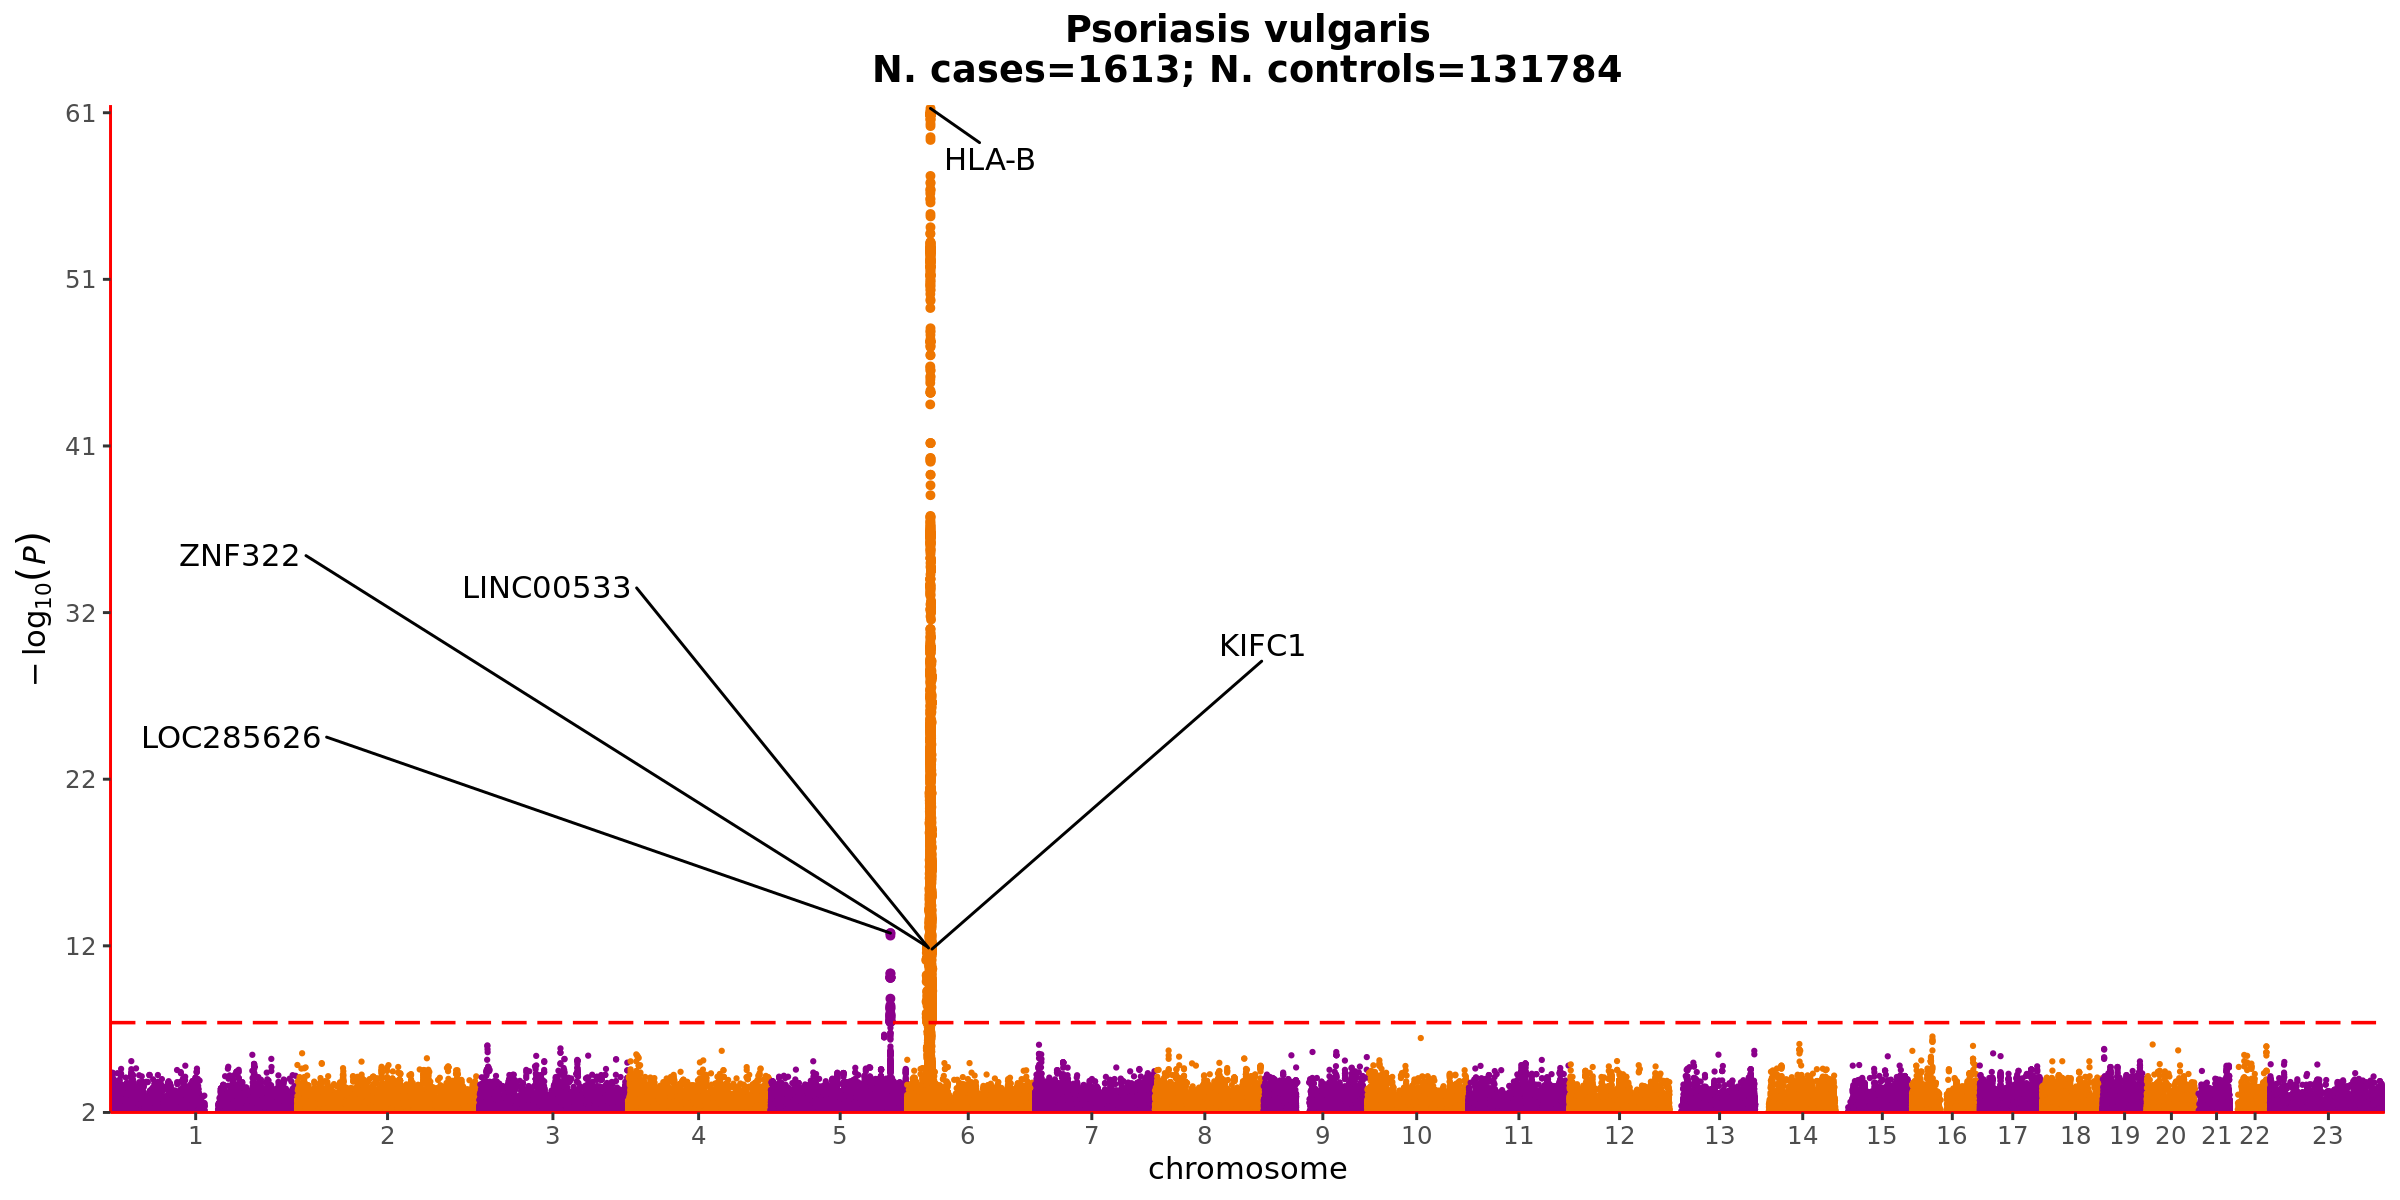 Psoriasis vulgaris
N. cases=1613; N. controls=131784
61
HLA-B
51
41
ZNF322
LINC00533
32
KIFC1
LOC285626
22
12
2
−log₁₀(P)
1 2 3 4 5 6 7 8 9 10 11 12 13 14 15 16 17 18 19 20 21 22 23
chromosome